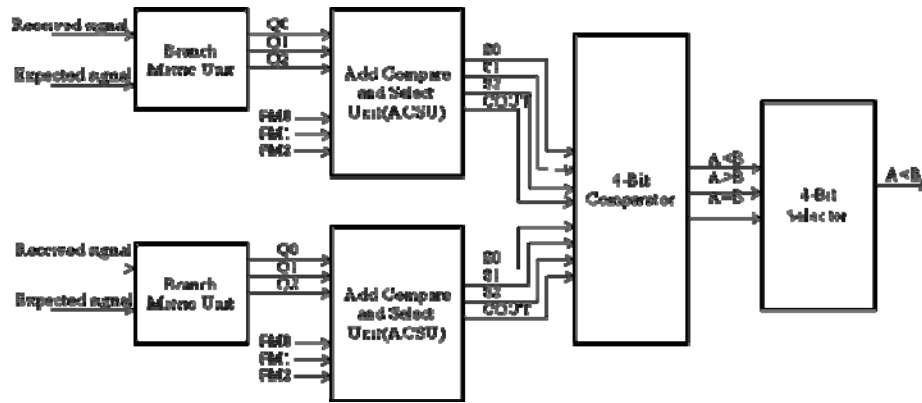 Received signal
Expected signal
Branch
Metric Unit
Q0
Q1
Q2
PM0
PM1
PM2
Add Compare
and Select
Unit(ACSU)
S0
S1
S2
COUT
Received signal
Expected signal
Branch
Metric Unit
Q0
Q1
Q2
PM0
PM1
PM2
Add Compare
and Select
Unit(ACSU)
S0
S1
S2
COUT
4-Bit
Comparator
A<B
A>B
A=B
4-Bit
Selector
A<B